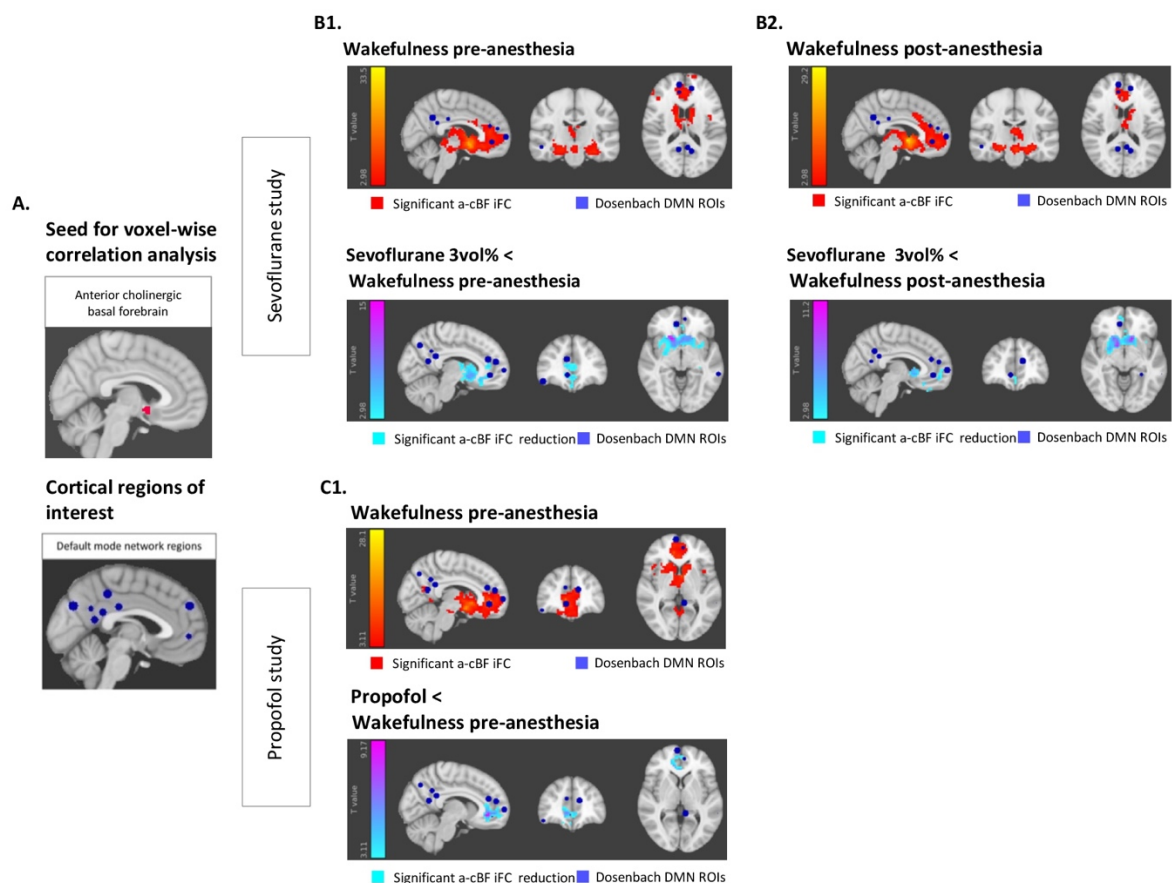 A.
Seed for voxel-wise
correlation analysis
Anterior cholinergic
basal forebrain
Cortical regions of
interest
Default mode network regions
Sevoflurane study
Propofol study
B1.
Wakefulness pre-anesthesia
33.5
T value
2.98
Significant a-cBF iFC
Dosenbach DMN ROIs
Sevoflurane 3vol% <
Wakefulness pre-anesthesia
15
T value
2.98
Significant a-cBF iFC reduction
Dosenbach DMN ROIs
B2.
Wakefulness post-anesthesia
29.2
T value
2.98
Significant a-cBF iFC
Dosenbach DMN ROIs
Sevoflurane 3vol% <
Wakefulness post-anesthesia
11.2
T value
2.98
Significant a-cBF iFC reduction
Dosenbach DMN ROIs
C1.
Wakefulness pre-anesthesia
28.1
T value
3.11
Significant a-cBF iFC
Dosenbach DMN ROIs
Propofol <
Wakefulness pre-anesthesia
9.17
T value
3.11
Significant a-cBF iFC reduction
Dosenbach DMN ROIs